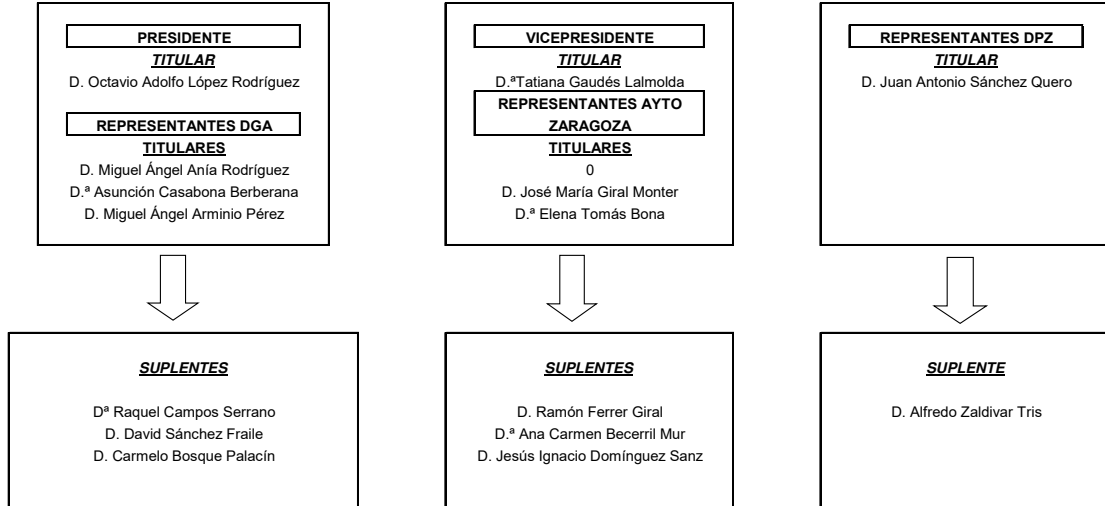 PRESIDENTE
TITULAR
D. Octavio Adolfo López Rodríguez
REPRESENTANTES DGA
TITULARES
D. Miguel Ángel Anía Rodríguez
D.ª Asunción Casabona Berberana
D. Miguel Ángel Arminio Pérez
VICEPRESIDENTE
TITULAR
D.ªTatiana Gaudés Lalmolda
REPRESENTANTES AYTO
ZARAGOZA
TITULARES
0
D. José María Giral Monter
D.ª Elena Tomás Bona
REPRESENTANTES DPZ
TITULAR
D. Juan Antonio Sánchez Quero
SUPLENTES
Dª Raquel Campos Serrano
D. David Sánchez Fraile
D. Carmelo Bosque Palacín
SUPLENTES
D. Ramón Ferrer Giral
D.ª Ana Carmen Becerril Mur
D. Jesús Ignacio Domínguez Sanz
SUPLENTE
D. Alfredo Zaldivar Tris